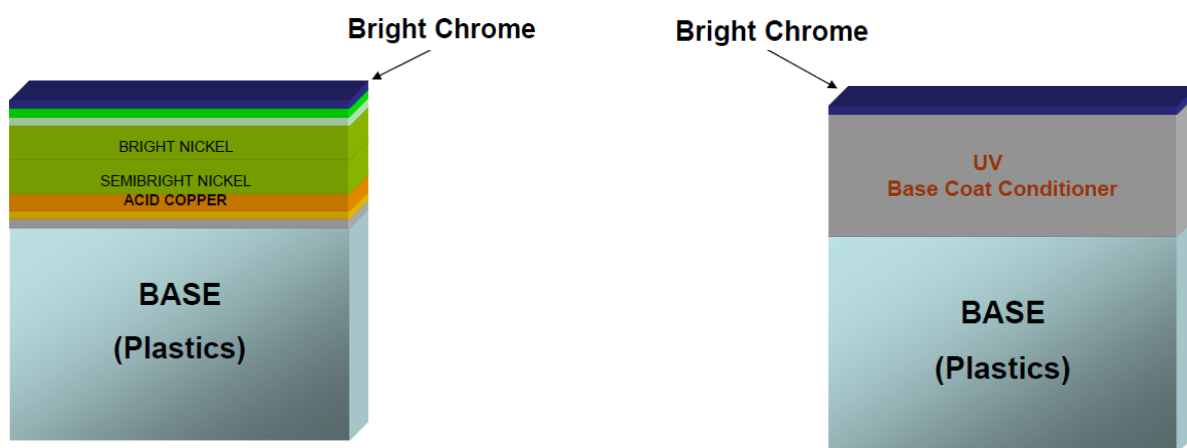 Bright Chrome
BRIGHT NICKEL
SEMIBRIGHT NICKEL
ACID COPPER
BASE
(Plastics)
Bright Chrome
UV
Base Coat Conditioner
BASE
(Plastics)